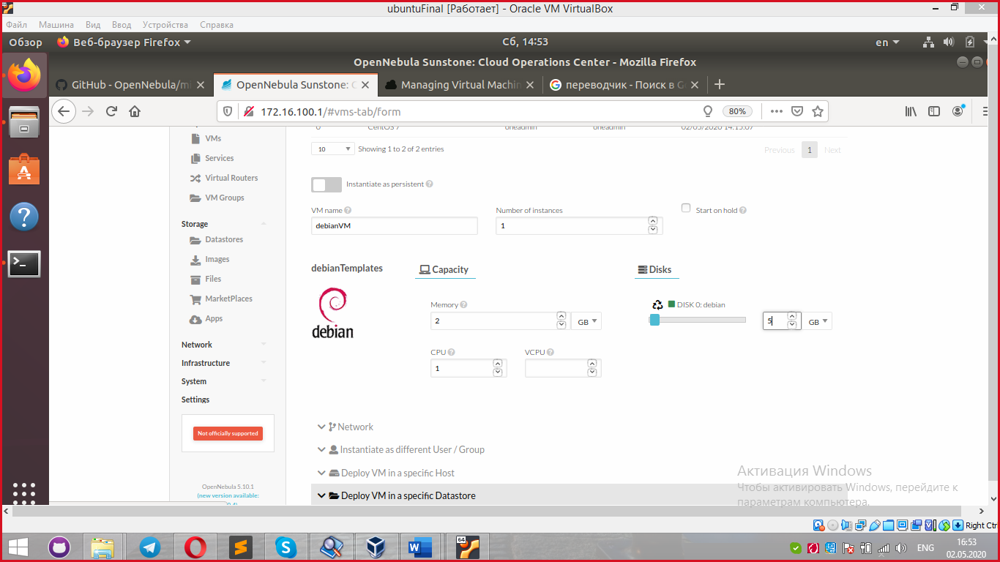 ubuntuFinal [Работает] - Oracle VM VirtualBox
Файл Машина Вид Ввод Устройства Справка
Обзор Веб-браузер Firefox Сб, 14:53 en
OpenNebula Sunstone: Cloud Operations Center - Mozilla Firefox
GitHub - OpenNebula/mi OpenNebula Sunstone: C Managing Virtual Machin переводчик - Поиск в G
172.16.100.1/#vms-tab/form 80%
0 CentOS 7 oneadmin oneadmin 02/05/2020 14:15:07
VMs
Services
Virtual Routers
VM Groups
Storage
Datastores
Images
Files
MarketPlaces
Apps
Network
Infrastructure
System
Settings
Not officially supported
OpenNebula 5.10.1
(new version available:
10 Showing 1 to 2 of 2 entries Previous 1 Next
Instantiate as persistent
VM name Number of instances Start on hold
debianVM 1
debianTemplates Capacity Disks
debian
Memory DISK 0: debian
2 GB 5 GB
CPU VCPU
1
Network
Instantiate as different User / Group
Deploy VM in a specific Host
Deploy VM in a specific Datastore
Активация Windows
Чтобы активировать Windows, перейдите к
параметрам компьютера.
Right Ctrl
64
ENG 16:53
02.05.2020